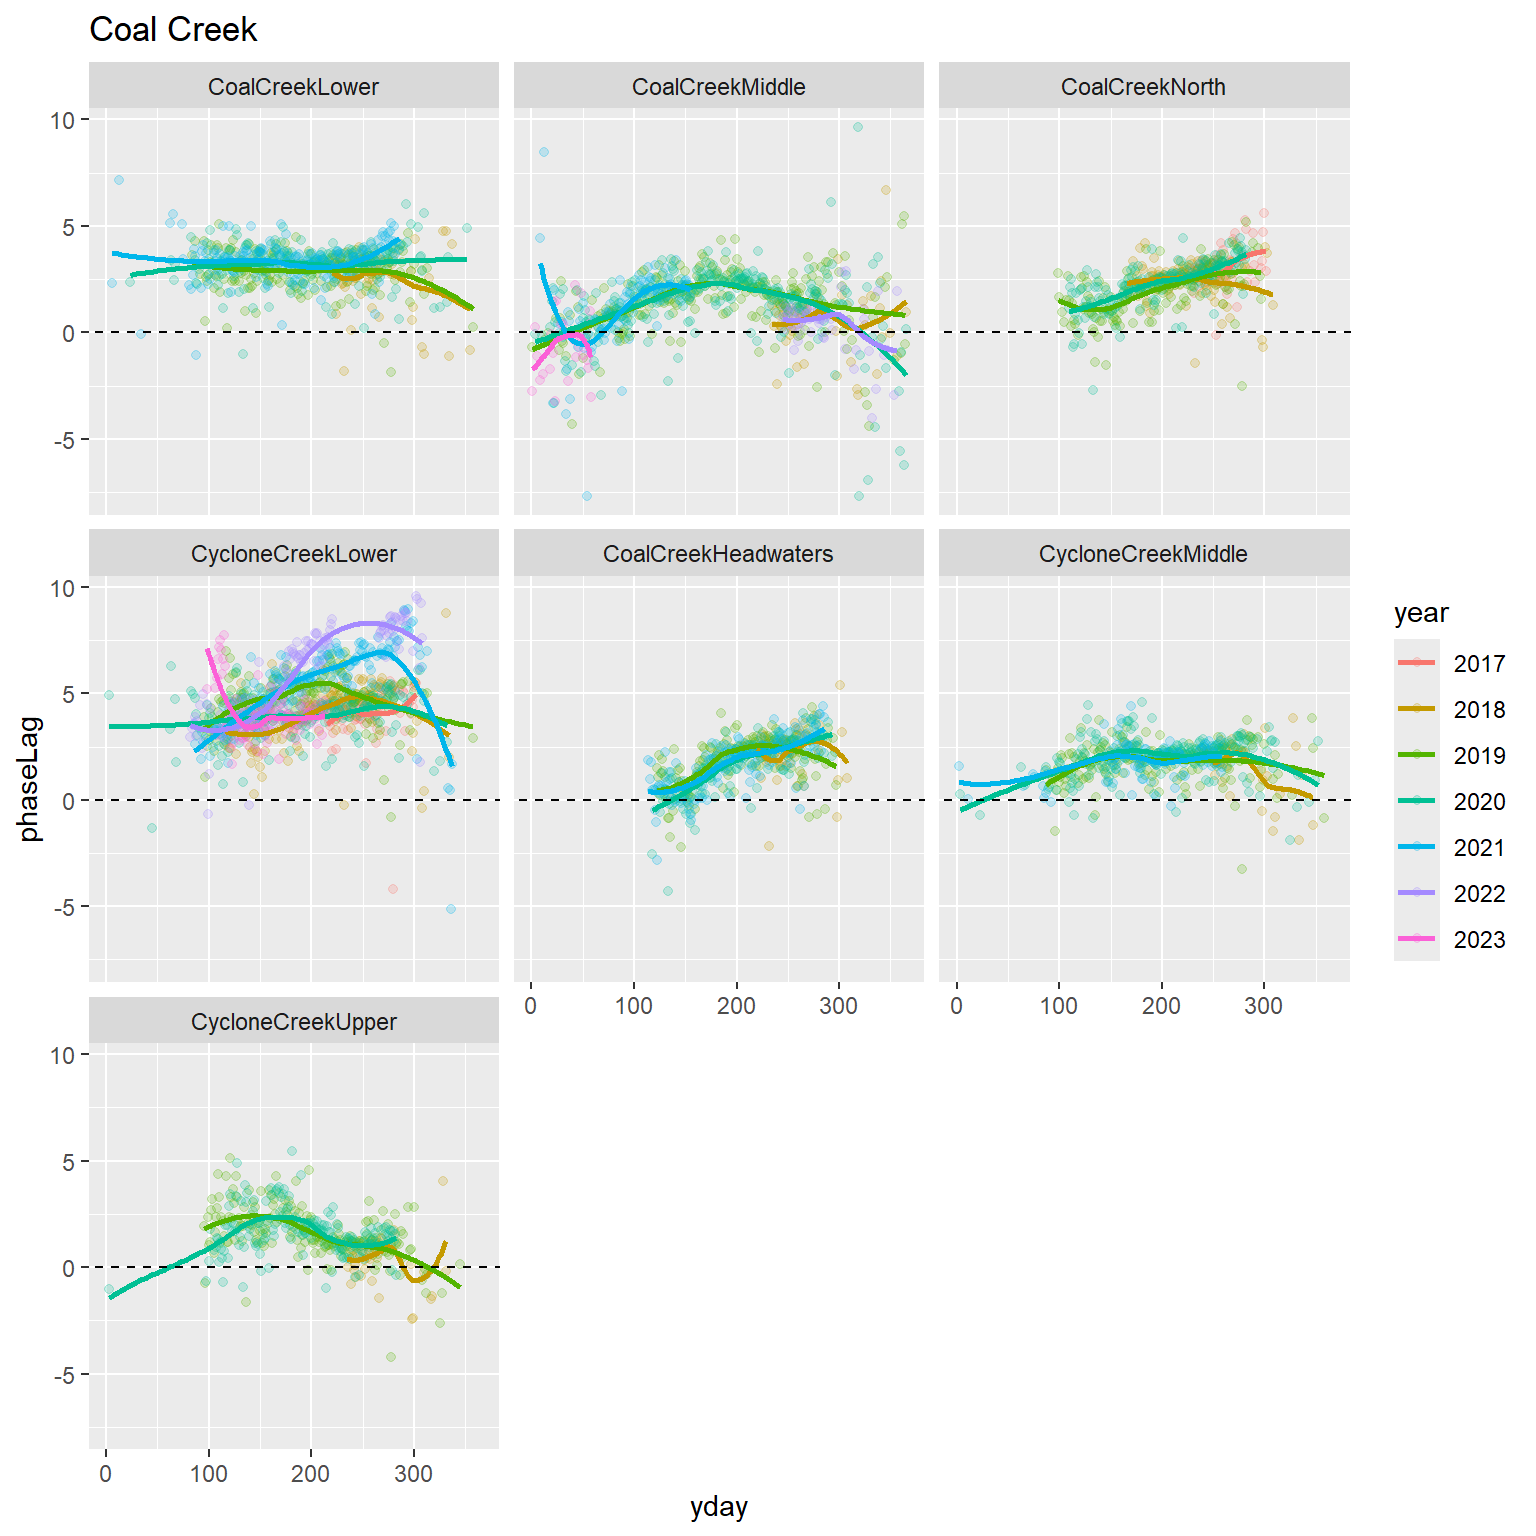 Coal Creek
CoalCreekLower
CoalCreekMiddle
CoalCreekNorth
10
5
0
-5
CycloneCreekLower
CoalCreekHeadwaters
CycloneCreekMiddle
10
5
0
-5
0 100 200 300
0 100 200 300
CycloneCreekUpper
10
5
0
-5
0 100 200 300
yday
phaseLag
year
2017
2018
2019
2020
2021
2022
2023